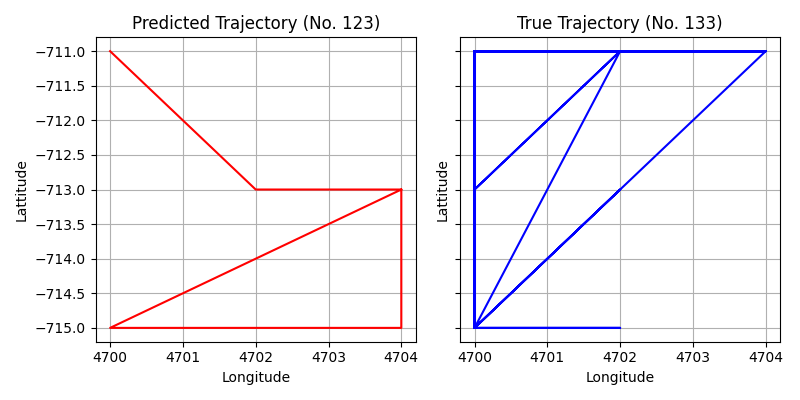 Predicted Trajectory (No. 123)
True Trajectory (No. 133)
Lattitude
−711.0
−711.5
−712.0
−712.5
−713.0
−713.5
−714.0
−714.5
−715.0
4700 4701 4702 4703 4704
Longitude
Lattitude
4700 4701 4702 4703 4704
Longitude